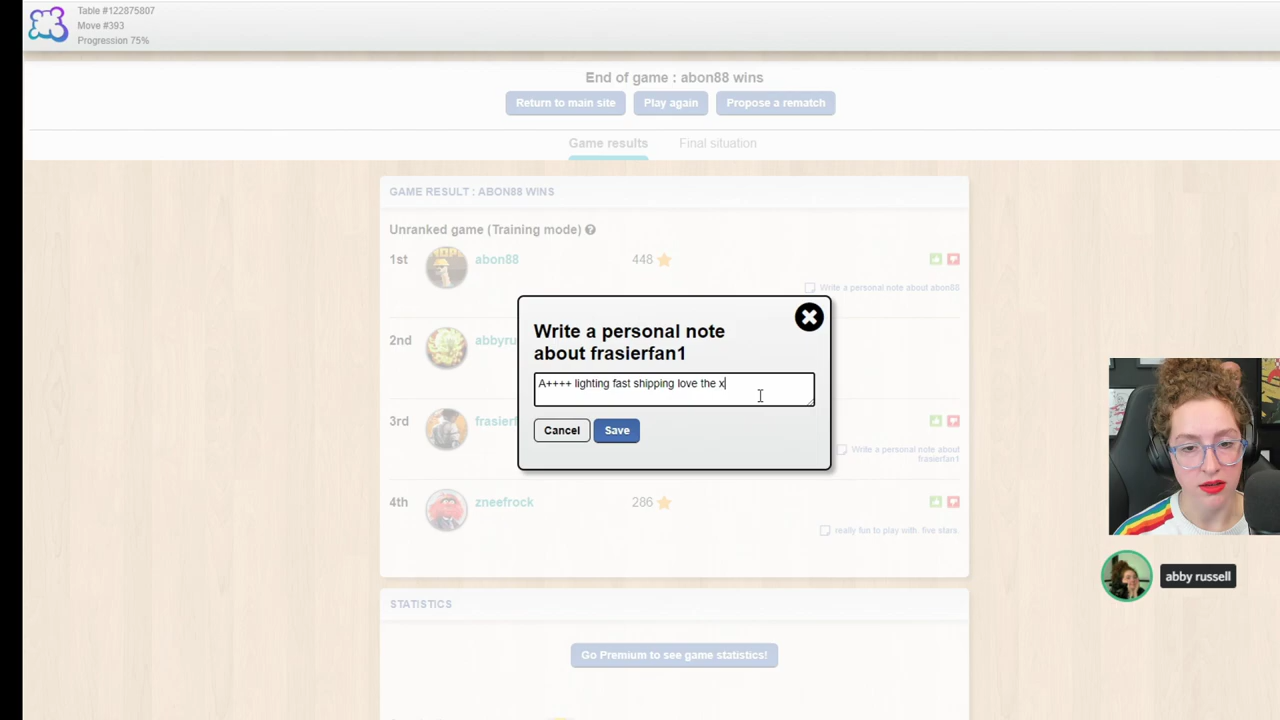 Table #122875807
Move #393
Progression 75%
End of game : abon88 wins
Return to main site Play again Propose a rematch
Game results Final situation
GAME RESULT : ABON88 WINS
Unranked game (Training mode)
1st abon88 448
Write a personal note about abon88
Write a personal note
about frasierfan1
A++++ lighting fast shipping love the x
Cancel Save
2nd abbyru
3rd frasierf
Write a personal note about
frasierfan1
4th zneefrock 286
really fun to play with. five stars.
abby russell
STATISTICS
Go Premium to see game statistics!